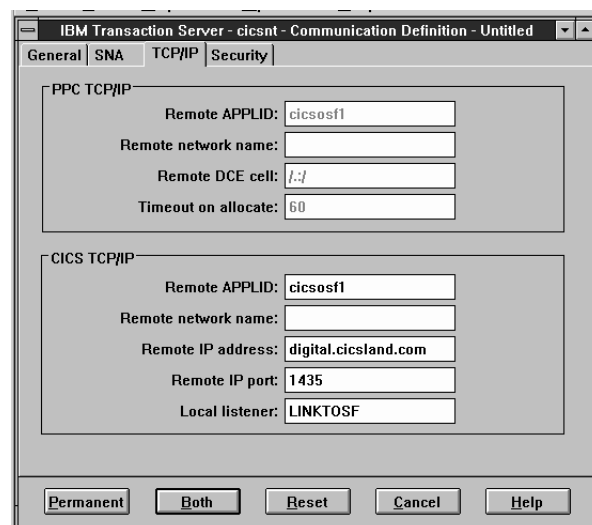 IBM Transaction Server - cicsnt - Communication Definition - Untitled
General SNA TCP/IP Security
PPC TCP/IP
Remote APPLID: cicsosf1
Remote network name:
Remote DCE cell: /.:/
Timeout on allocate: 60
CICS TCP/IP
Remote APPLID: cicsosf1
Remote network name:
Remote IP address: digital.cicsland.com
Remote IP port: 1435
Local listener: LINKTOSF
Permanent Both Reset Cancel Help